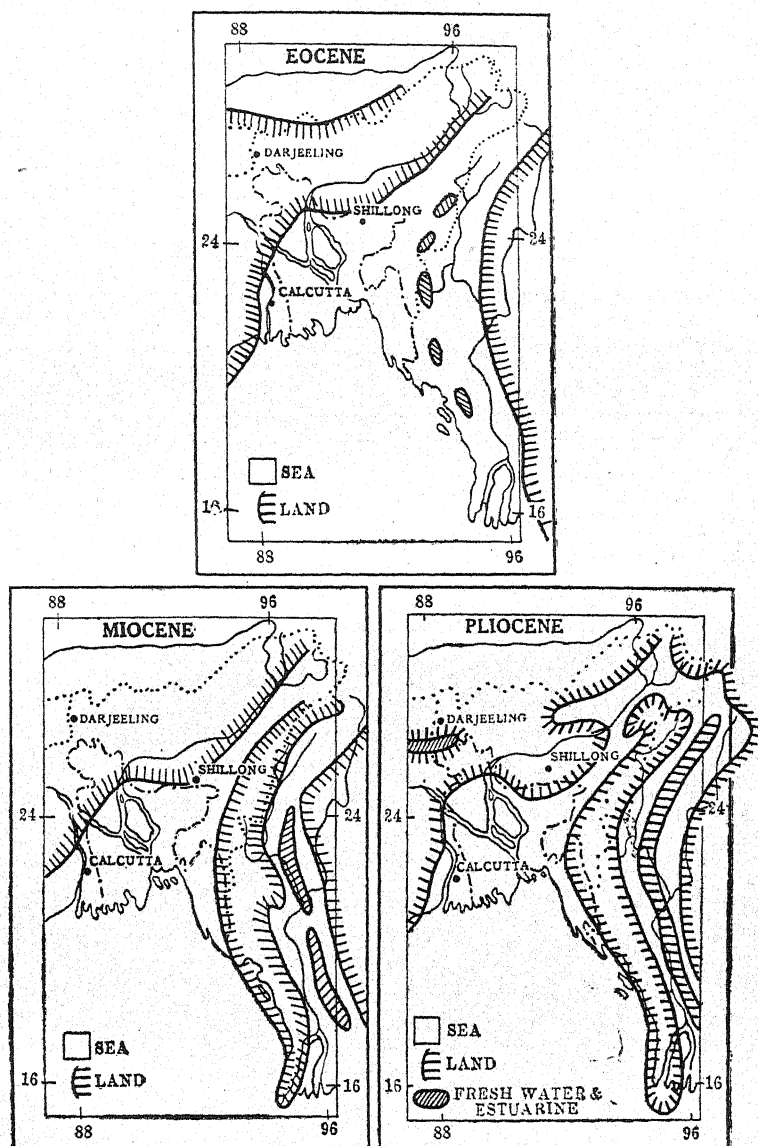 88 96
EOCENE
DARJEELING
SHILLONG
24 24
CALCUTTA
SEA
LAND
16 16
88 96
88 96
MIOCENE
DARJEELING
SHILLONG
24
CALCUTTA
SEA
LAND
16 16
88 96
88 96
PLIOCENE
DARJEELING
SHILLONG
24 24
CALCUTTA
SEA
LAND
FRESH WATER &
ESTUARINE
16 16
88 96